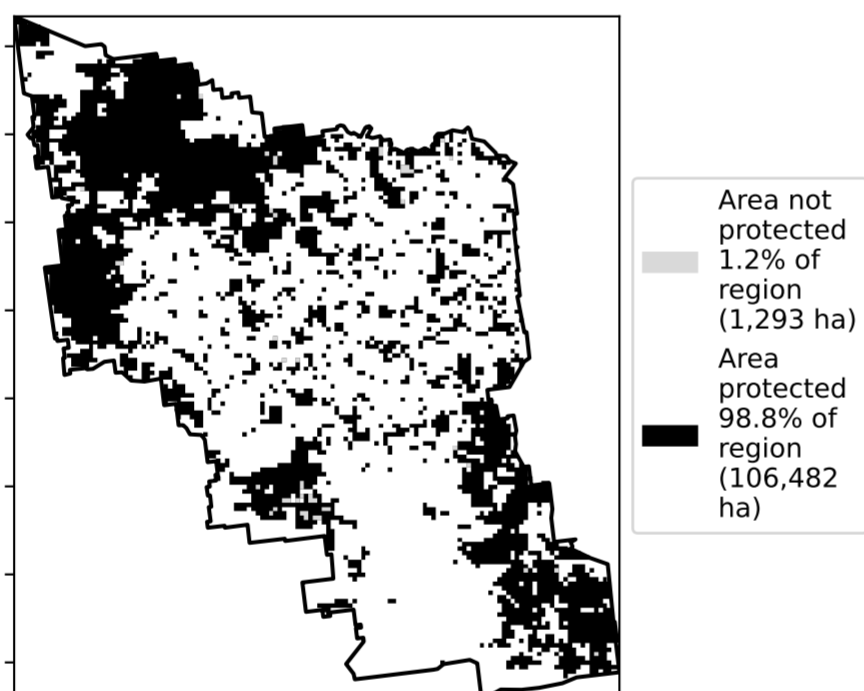 Area not
protected
1.2% of
region
(1,293 ha)
Area
protected
98.8% of
region
(106,482
ha)